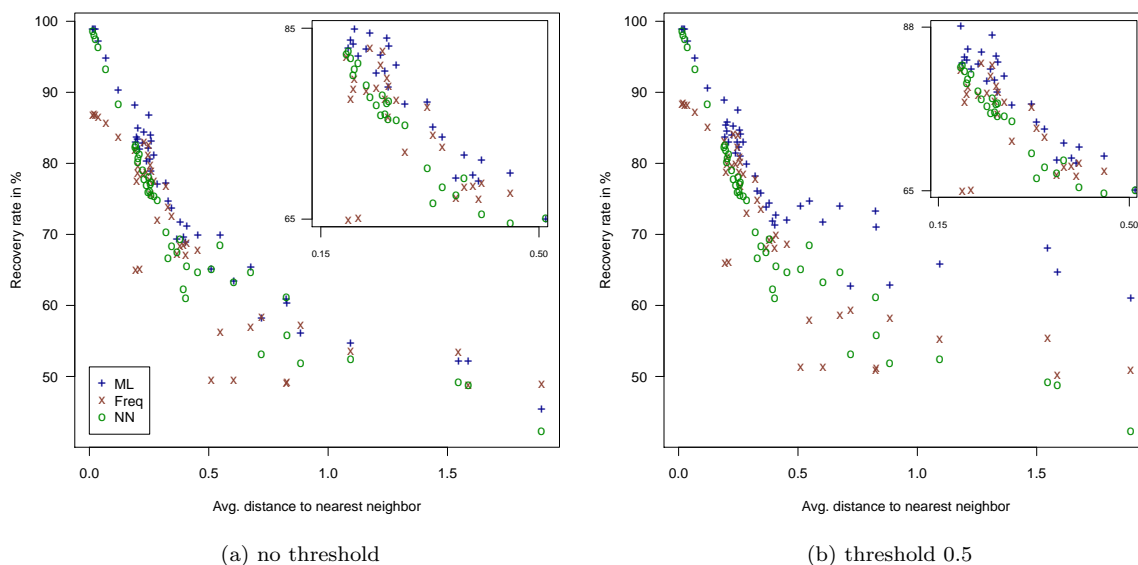 100
90
80
70
60
50
Recovery rate in %
0.0 0.5 1.0 1.5
Avg. distance to nearest neighbor
85
65
0.15 0.50
ML
Freq
NN
(a) no threshold
100
90
80
70
60
50
Recovery rate in %
0.0 0.5 1.0 1.5
Avg. distance to nearest neighbor
88
65
0.15 0.50
(b) threshold 0.5